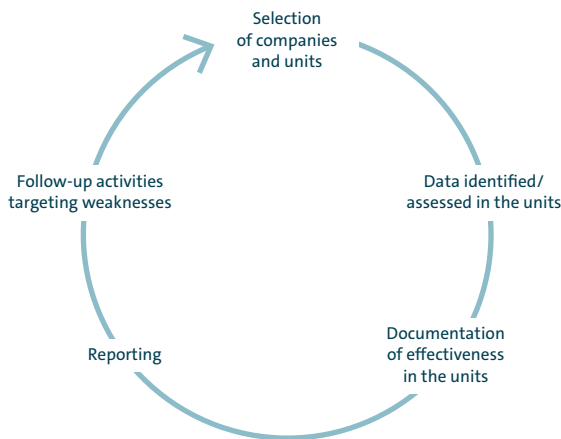 Selection
of companies
and units
Data identified/
assessed in the units
Documentation
of effectiveness
in the units
Reporting
Follow-up activities
targeting weaknesses